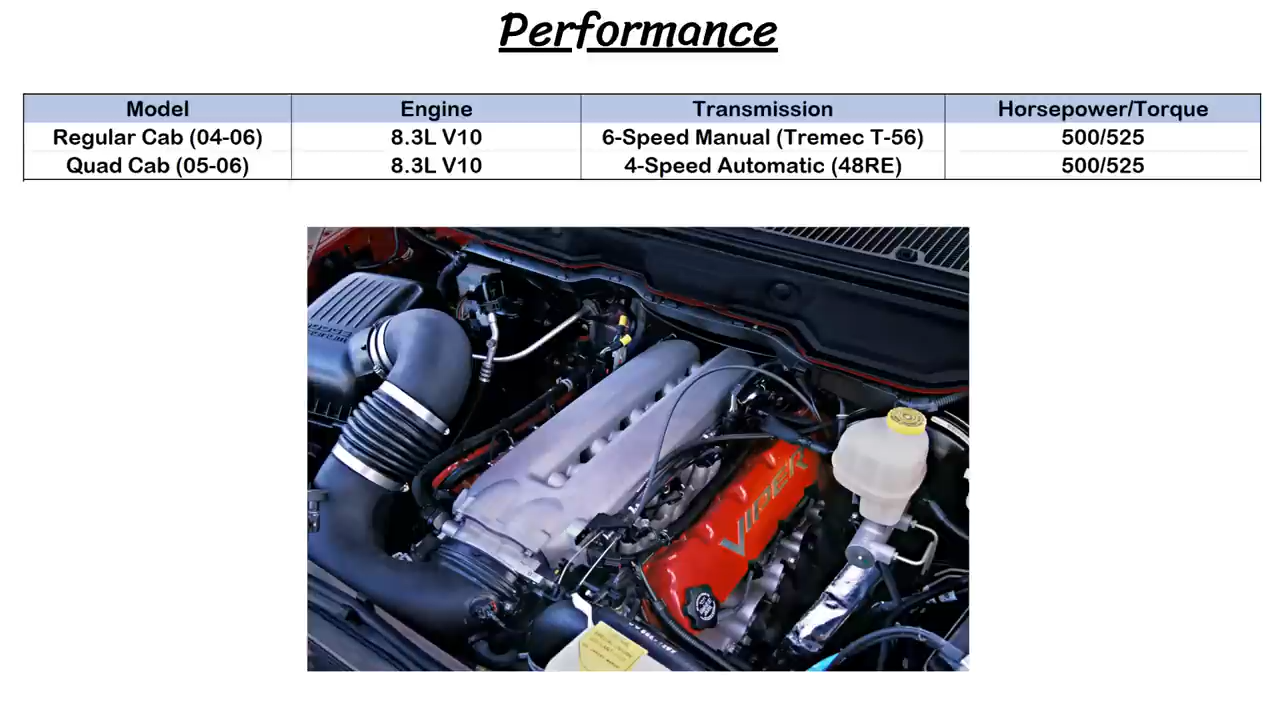 Performance
Model Engine Transmission Horsepower/Torque
Regular Cab (04-06) 8.3L V10 6-Speed Manual (Tremec T-56) 500/525
Quad Cab (05-06) 8.3L V10 4-Speed Automatic (48RE) 500/525
VIPER